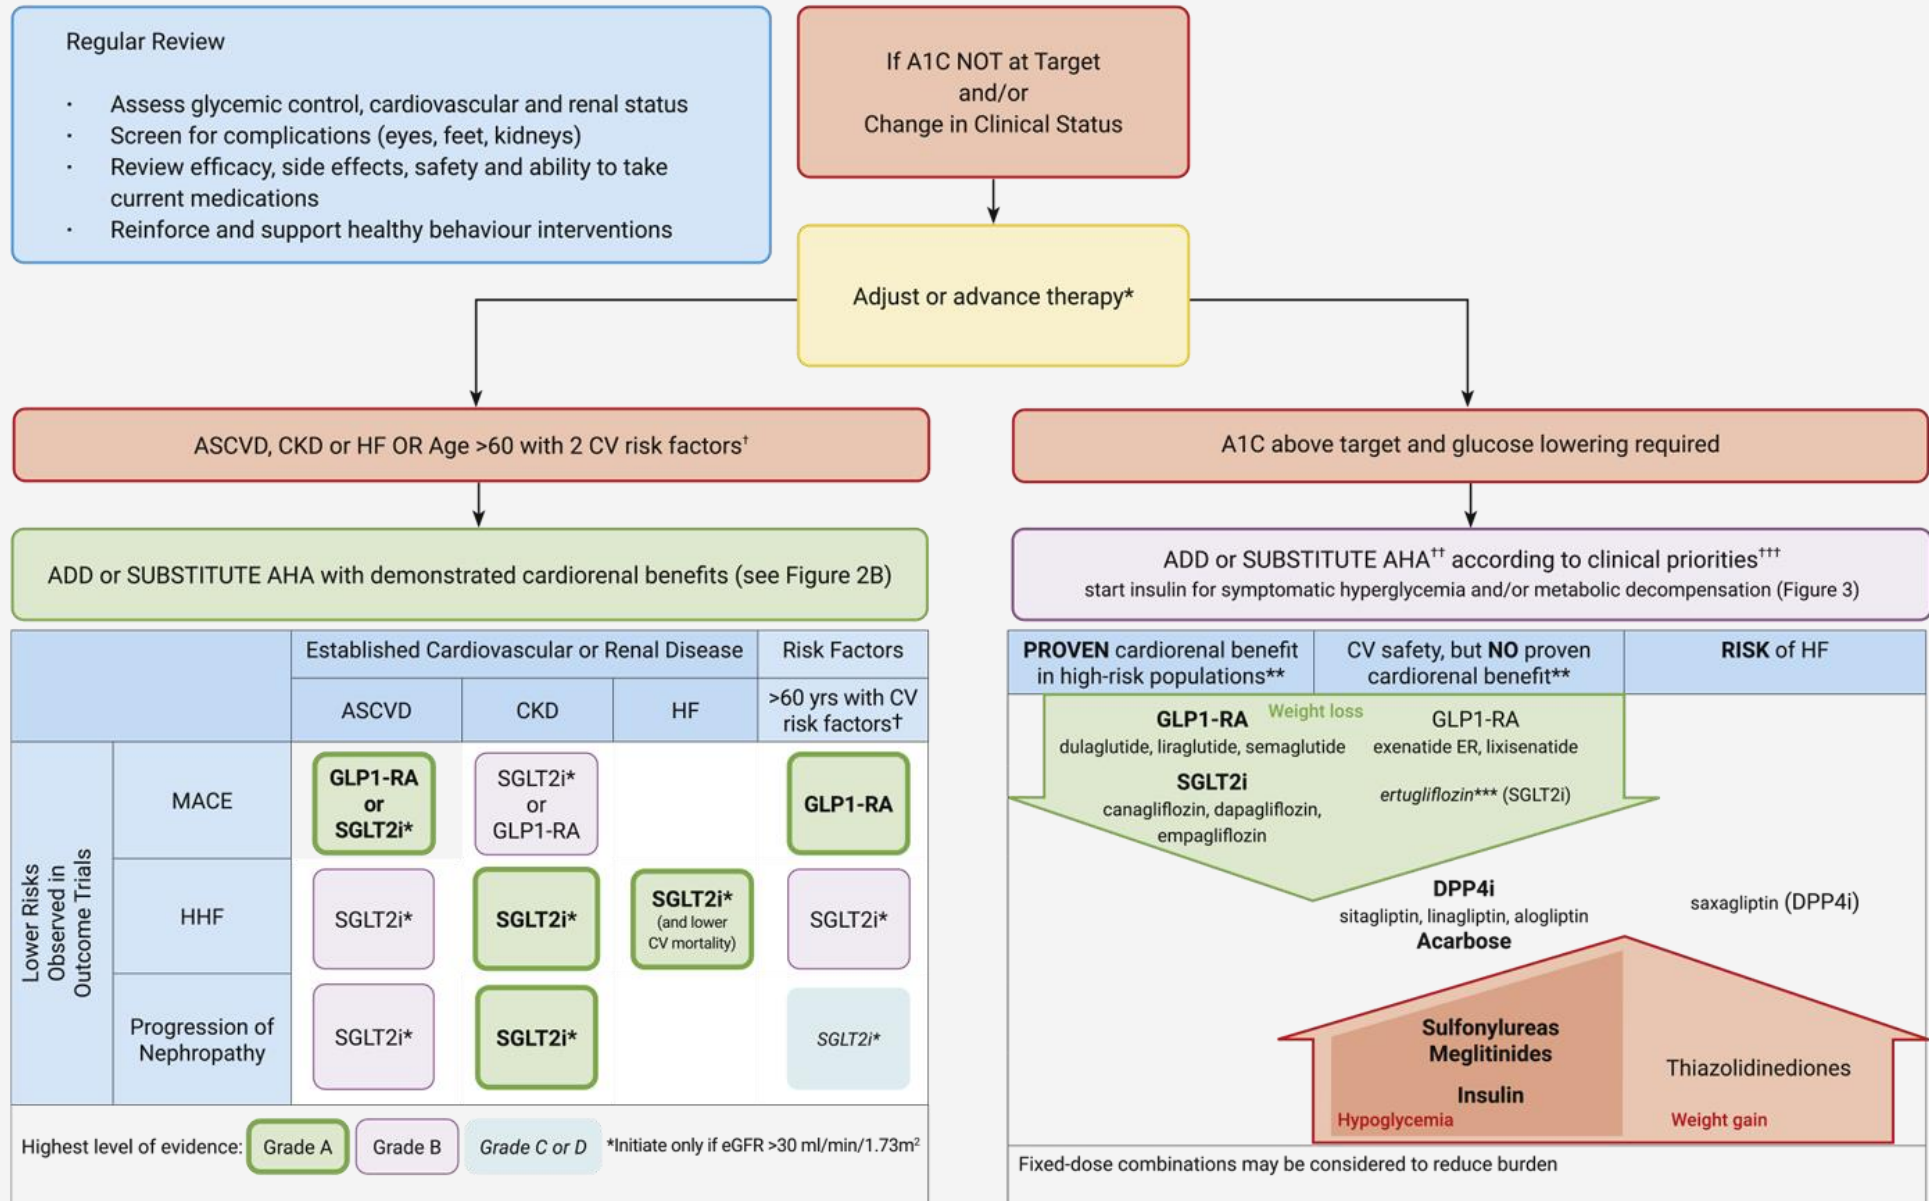 Regular Review
· Assess glycemic control, cardiovascular and renal status
· Screen for complications (eyes, feet, kidneys)
· Review efficacy, side effects, safety and ability to take
current medications
· Reinforce and support healthy behaviour interventions
If A1C NOT at Target
and/or
Change in Clinical Status
Adjust or advance therapy*
ASCVD, CKD or HF OR Age >60 with 2 CV risk factors†
ADD or SUBSTITUTE AHA with demonstrated cardiorenal benefits (see Figure 2B)
Established Cardiovascular or Renal Disease
Risk Factors
ASCVD
CKD
HF
>60 yrs with CV
risk factors†
Lower Risks
Observed in
Outcome Trials
MACE
GLP1-RA
or
SGLT2i*
SGLT2i*
or
GLP1-RA
GLP1-RA
HHF
SGLT2i*
SGLT2i*
SGLT2i*
(and lower
CV mortality)
SGLT2i*
Progression of
Nephropathy
SGLT2i*
SGLT2i*
SGLT2i*
Highest level of evidence:
Grade A
Grade B
Grade C or D
*Initiate only if eGFR >30 ml/min/1.73m²
A1C above target and glucose lowering required
ADD or SUBSTITUTE AHA†† according to clinical priorities†††
start insulin for symptomatic hyperglycemia and/or metabolic decompensation (Figure 3)
PROVEN cardiorenal benefit
in high-risk populations**
CV safety, but NO proven
cardiorenal benefit**
RISK of HF
Weight loss
GLP1-RA
dulaglutide, liraglutide, semaglutide
SGLT2i
canagliflozin, dapagliflozin,
empagliflozin
GLP1-RA
exenatide ER, lixisenatide
ertugliflozin*** (SGLT2i)
DPP4i
sitagliptin, linagliptin, alogliptin
Acarbose
saxagliptin (DPP4i)
Sulfonylureas
Meglitinides
Insulin
Hypoglycemia
Thiazolidinediones
Weight gain
Fixed-dose combinations may be considered to reduce burden